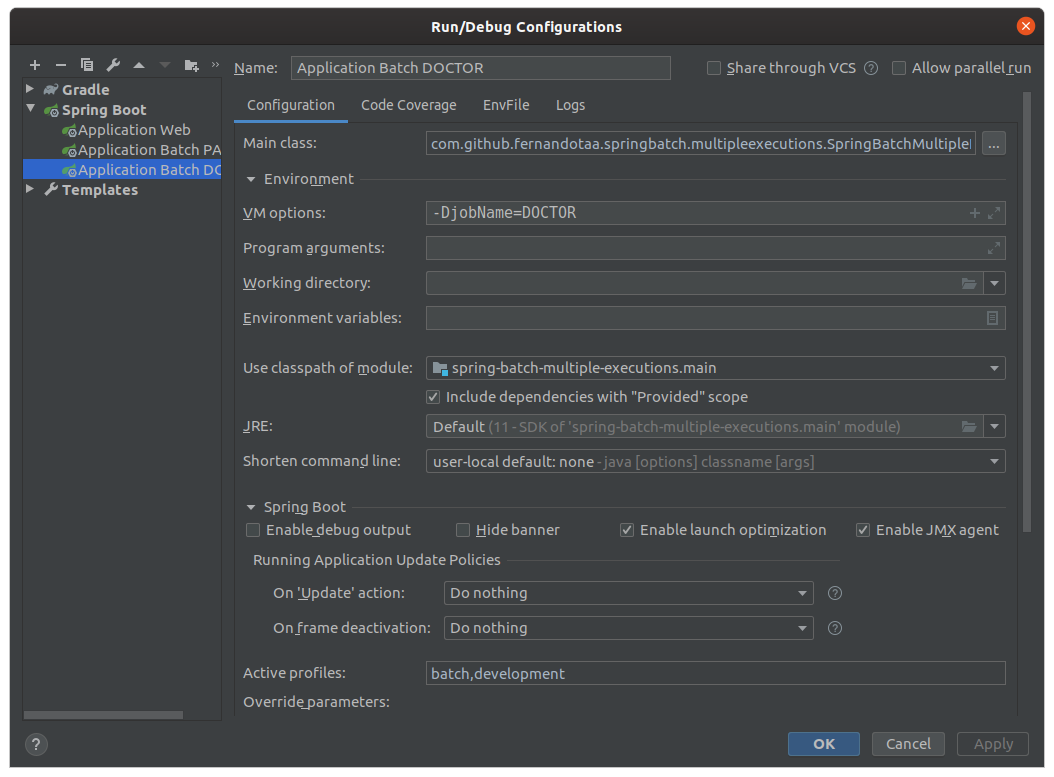 Run/Debug Configurations
Name: Application Batch DOCTOR Share through VCS ? Allow parallel run
Gradle
Spring Boot
Application Web
Application Batch PA
Application Batch DO
Templates
Configuration Code Coverage EnvFile Logs
Main class: com.github.fernandotaa.springbatch.multipleexecutions.SpringBatchMultiple ...
Environment
VM options: -DjobName=DOCTOR
Program arguments:
Working directory:
Environment variables:
Use classpath of module: spring-batch-multiple-executions.main
Include dependencies with "Provided" scope
JRE: Default (11 - SDK of 'spring-batch-multiple-executions.main' module)
Shorten command line: user-local default: none - java [options] classname [args]
Spring Boot
Enable debug output Hide banner Enable launch optimization Enable JMX agent
Running Application Update Policies
On 'Update' action: Do nothing ?
On frame deactivation: Do nothing ?
Active profiles: batch,development
Override parameters:
? OK Cancel Apply